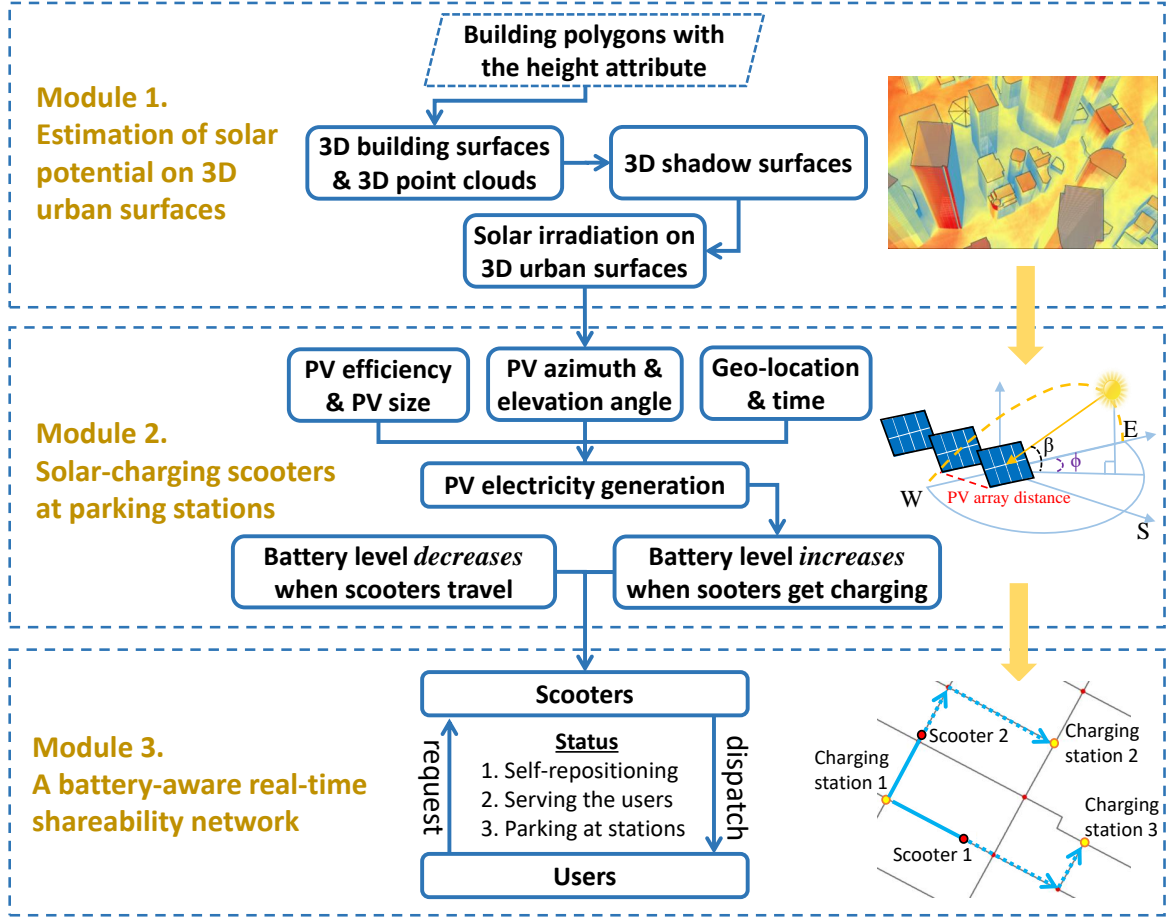 Building polygons with
the height attribute
Module 1.
Estimation of solar
potential on 3D
urban surfaces
3D building surfaces
& 3D point clouds
3D shadow surfaces
Solar irradiation on
3D urban surfaces
Module 2.
Solar-charging scooters
at parking stations
PV efficiency
& PV size
PV azimuth &
elevation angle
Geo-location
& time
PV electricity generation
Battery level decreases
when scooters travel
Battery level increases
when sooters get charging
E
β
ϕ
W
PV array distance
S
Module 3.
A battery-aware real-time
shareability network
Scooters
request
Status
1. Self-repositioning
2. Serving the users
3. Parking at stations
dispatch
Users
Scooter 2
Charging
station 2
Charging
station 1
Charging
station 3
Scooter 1